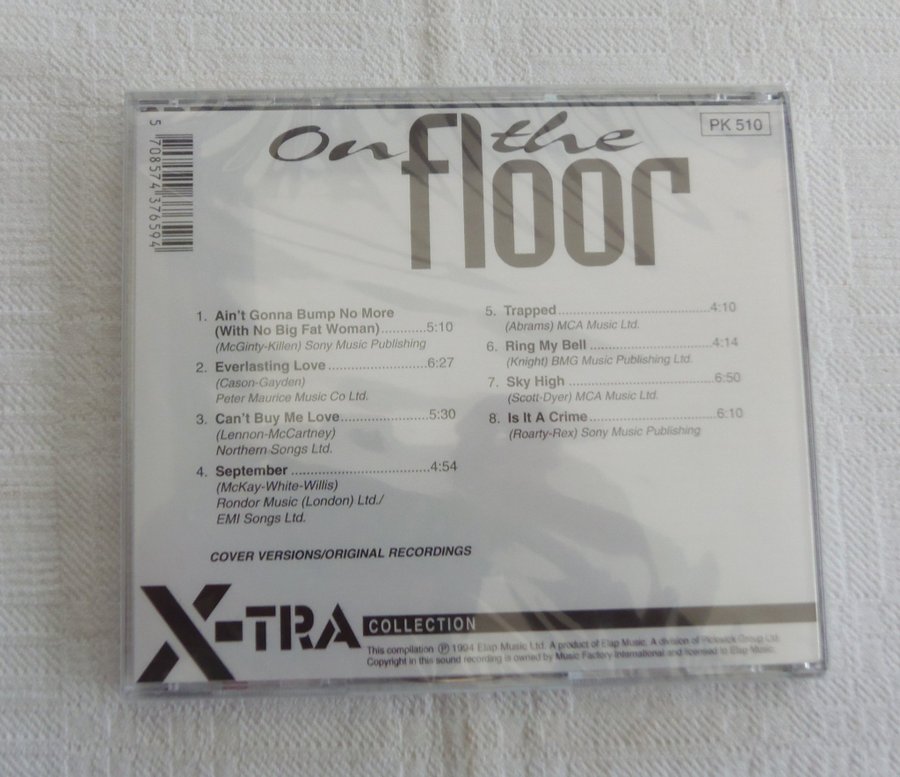 On the
floor
PK 510
5 708574 376594
1. Ain't Gonna Bump No More
(With No Big Fat Woman)............5:10
(McGinty-Killen) Sony Music Publishing
2. Everlasting Love...........................6:27
(Cason-Gayden)
Peter Maurice Music Co Ltd.
3. Can't Buy Me Love........................5:30
(Lennon-McCartney)
Northern Songs Ltd.
4. September ....................................4:54
(McKay-White-Willis)
Rondor Music (London) Ltd./
EMI Songs Ltd.
5. Trapped..........................................4:10
(Abrams) MCA Music Ltd.
6. Ring My Bell .................................4:14
(Knight) BMG Music Publishing Ltd.
7. Sky High ........................................6:50
(Scott-Dyer) MCA Music Ltd.
8. Is It A Crime...................................6:10
(Roarty-Rex) Sony Music Publishing
COVER VERSIONS/ORIGINAL RECORDINGS
X-TRA
COLLECTION
This compilation Ⓟ 1994 Elap Music Ltd. A product of Elap Music. A division of Pickwick Group Ltd.
Copyright in this sound recording is owned by Music Factory International and licensed to Elap Music.